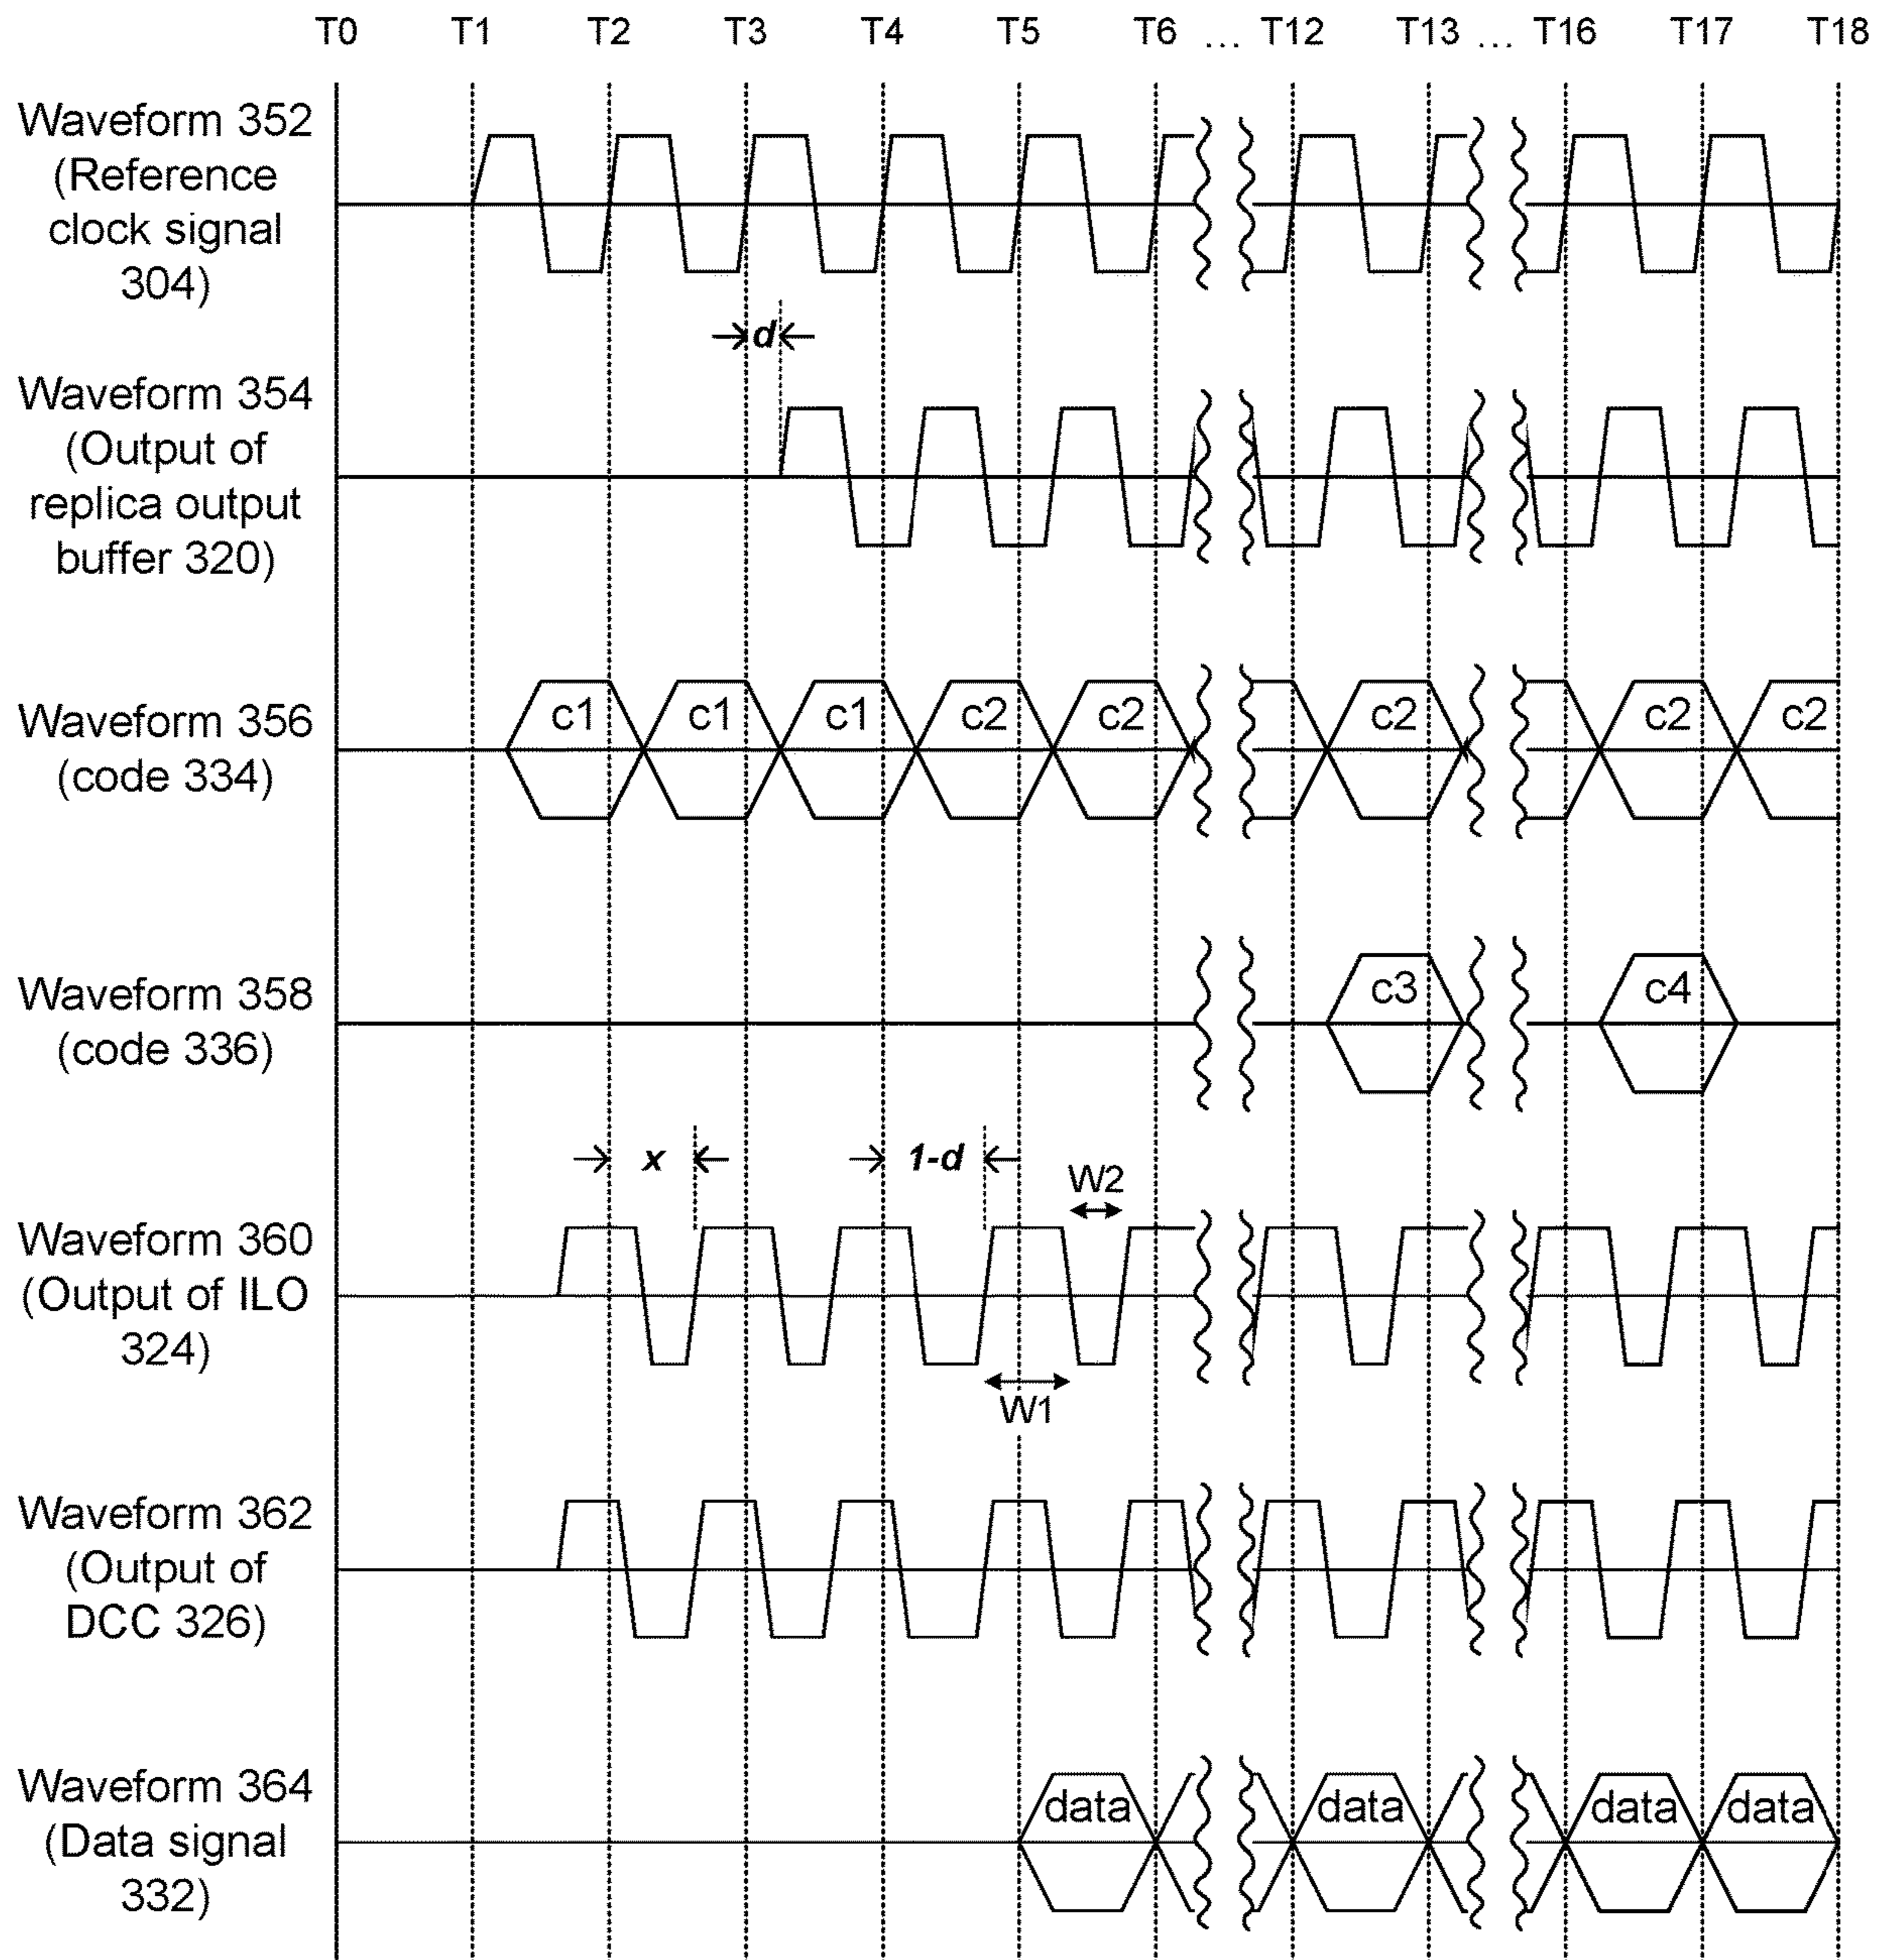 T0 T1 T2 T3 T4 T5 T6 ... T12 T13 ... T16 T17 T18
Waveform 352
(Reference
clock signal
304)
d
Waveform 354
(Output of
replica output
buffer 320)
Waveform 356
(code 334)
c1 c1 c1 c2 c2 c2 c2 c2
Waveform 358
(code 336)
c3 c4
x 1-d W2
Waveform 360
(Output of ILO
324)
W1
Waveform 362
(Output of
DCC 326)
Waveform 364
(Data signal
332)
data data data data